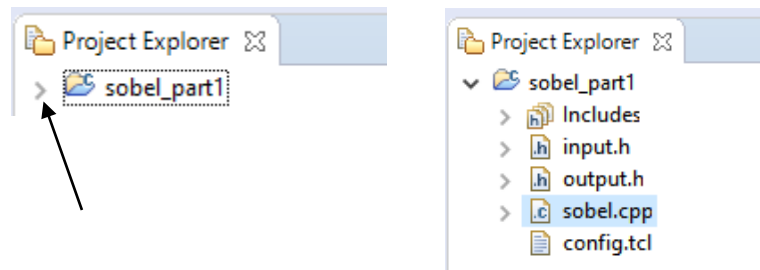 Project Explorer
sobel_part1
Project Explorer
sobel_part1
Includes
input.h
output.h
sobel.cpp
config.tcl